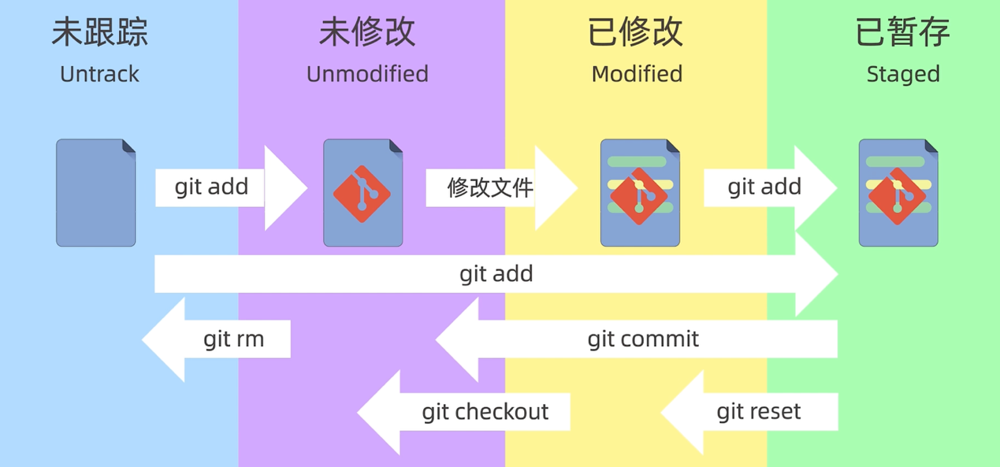 未跟踪
Untrack
未修改
Unmodified
已修改
Modified
已暂存
Staged
git add
修改文件
git add
git add
git rm
git commit
git checkout
git reset